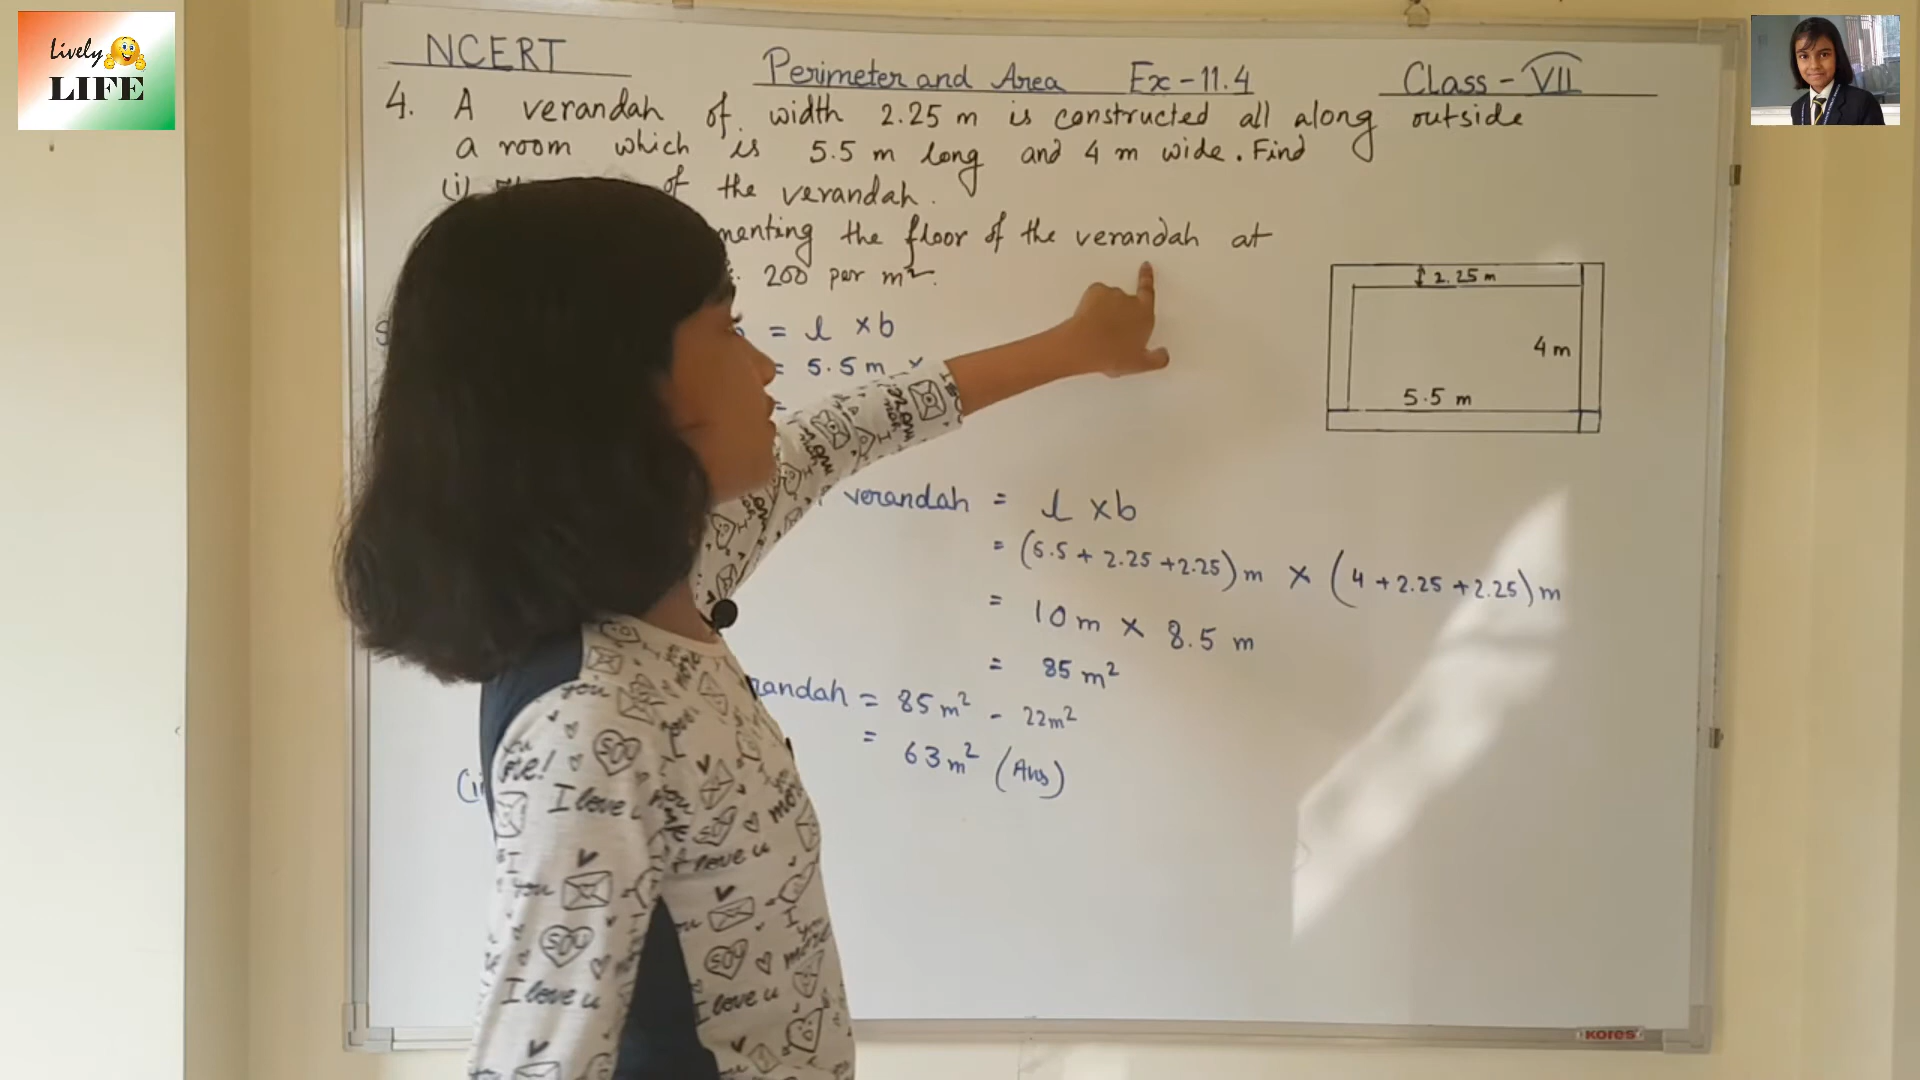 Lively
LIFE
NCERT
Perimeter and Area Ex-11.4
Class-VII
4. A verandah of width 2.25 m is constructed all along outside
a room which is 5.5 m long and 4 m wide. Find
(i) of the verandah.
the floor of the verandah at
200 per m².
= l × b
= 5.5 m ×
=
2.25 m
4 m
5.5 m
verandah = l × b
= (5.5 + 2.25 + 2.25) m × (4 + 2.25 + 2.25) m
= 10 m × 8.5 m
= 85 m²
= 85 m² - 22 m²
= 63 m² (Ans)
KORES
I love u
I love u
I love u